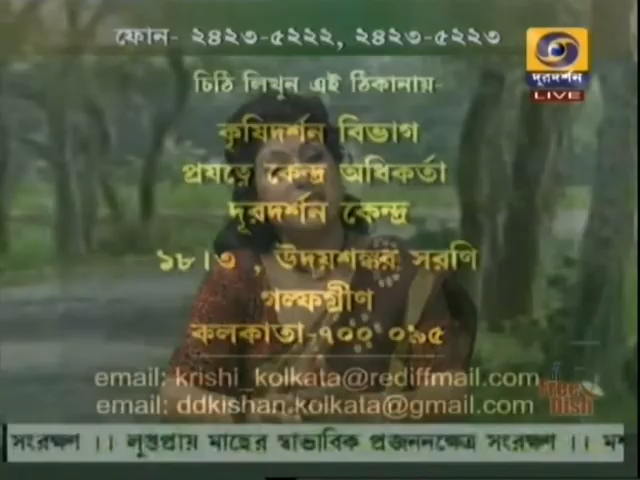 ফোন- ২৪২৩-৫২২২, ২৪২৩-৫২২৩
দূরদর্শন
LIVE
চিঠি লিখুন এই ঠিকানায়-
কৃষিদর্শন বিভাগ
প্রযত্নে কেন্দ্র অধিকর্তা
দূরদর্শন কেন্দ্র
১৮।৩ , উদয়শঙ্কর সরণি
গল্ফগ্রীণ
কলকাতা-৭০০ ০৯৫
email: krishi_kolkata@rediffmail.com
email: ddkishan.kolkata@gmail.com
FREE DISH
সংরক্ষণ ।। লুপ্তপ্রায় মাছের স্বাভাবিক প্রজননক্ষেত্র সংরক্ষণ ।।